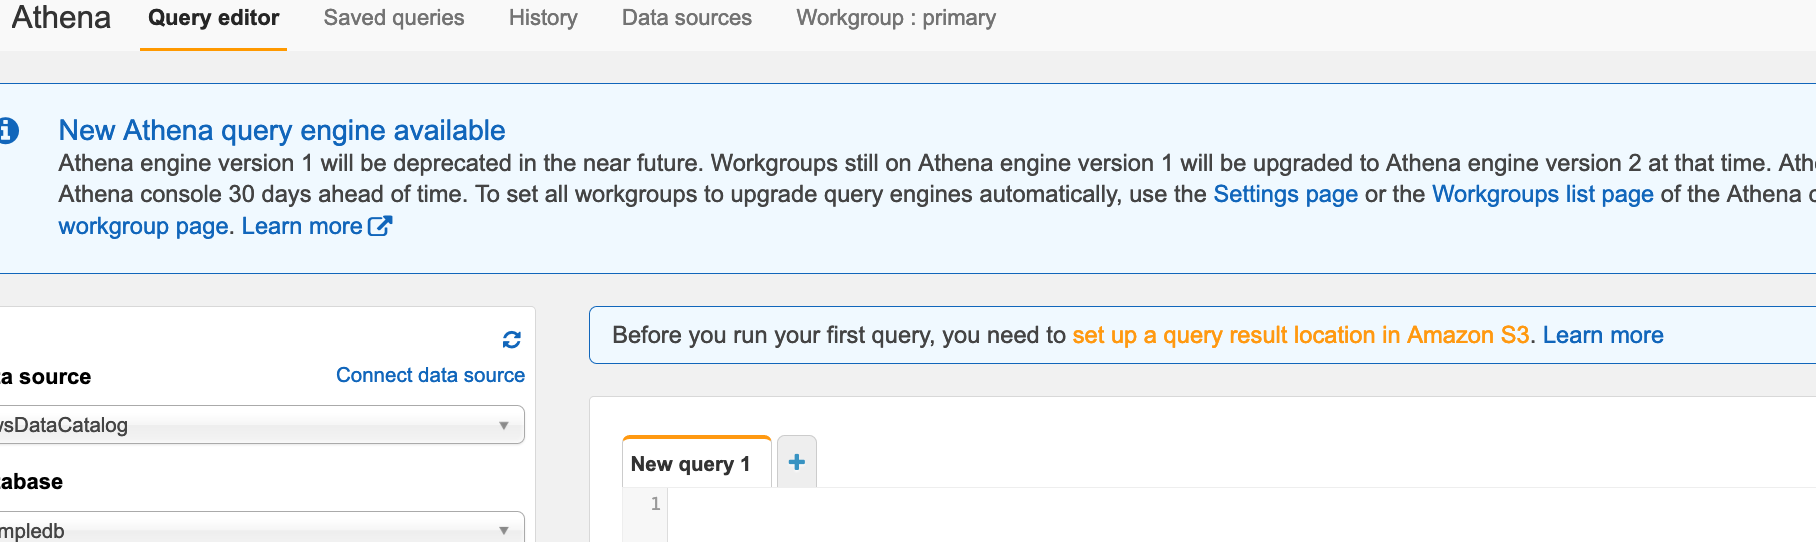 Athena Query editor Saved queries History Data sources Workgroup : primary
New Athena query engine available
Athena engine version 1 will be deprecated in the near future. Workgroups still on Athena engine version 1 will be upgraded to Athena engine version 2 at that time. Ath
Athena console 30 days ahead of time. To set all workgroups to upgrade query engines automatically, use the Settings page or the Workgroups list page of the Athena
workgroup page. Learn more
Before you run your first query, you need to set up a query result location in Amazon S3. Learn more
a source Connect data source
vsDataCatalog
abase
mpledb
New query 1 +
1